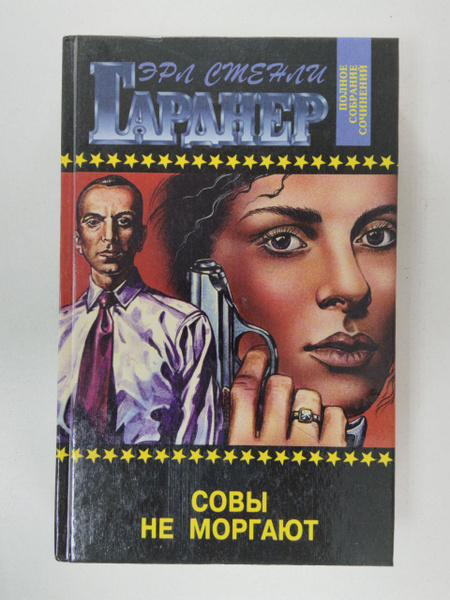 ЭРЛ СТЕНЛИ
ГАРДНЕР
ПОЛНОЕ
СОБРАНИЕ
СОЧИНЕНИЙ
СОВЫ
НЕ МОРГАЮТ